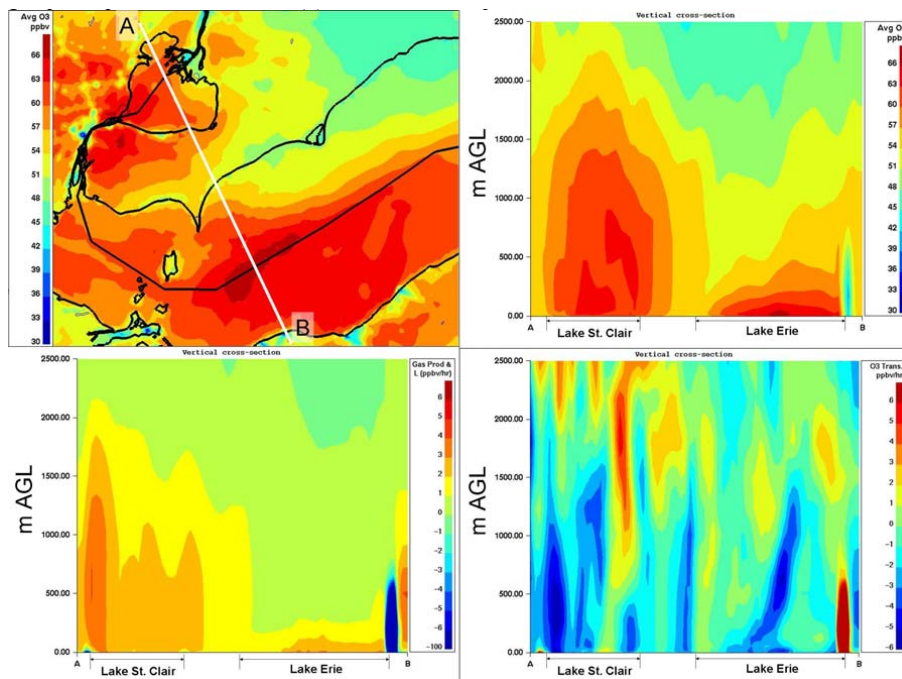 Avg O3
ppbv
66
63
60
57
54
51
48
45
42
39
36
33
30
A
B
Vertical cross-section
m AGL
2500.00
2000.00
1500.00
1000.00
500.00
0.00
A
Lake St. Clair
Lake Erie
B
Avg O
ppbv
66
63
60
57
54
51
48
45
42
39
36
33
30
Vertical cross-section
m AGL
2500.00
2000.00
1500.00
1000.00
500.00
0.00
A
Lake St. Clair
Lake Erie
B
Gas Prod &
L (ppbv/hr)
6
5
4
3
2
1
0
-1
-2
-3
-4
-5
-6
-100
Vertical cross-section
m AGL
2500.00
2000.00
1500.00
1000.00
500.00
0.00
A
Lake St. Clair
Lake Erie
B
O3 Trans.
ppbv/hr
6
5
4
3
2
1
0
-1
-2
-3
-4
-5
-6